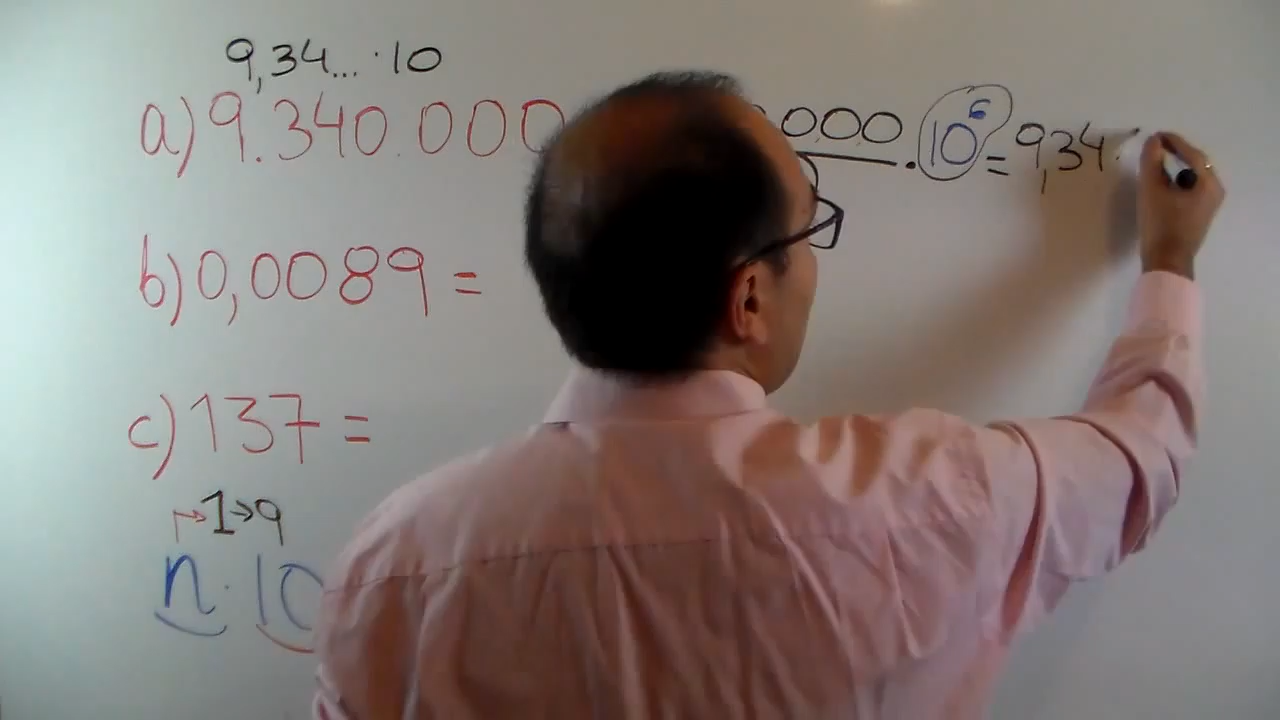 9,34... · 10
a) 9.340.000 000 · 10⁶ = 9,34 ·
b) 0,0089 =
c) 137 =
↦ 1 → 9
n · 10